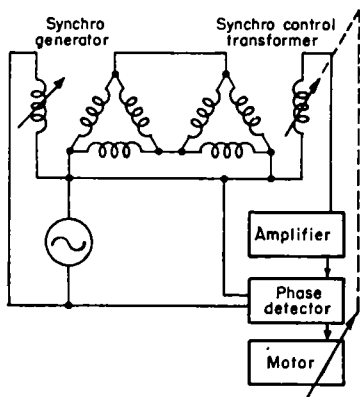 Synchro
generator
Synchro control
transformer
Amplifier
Phase
detector
Motor